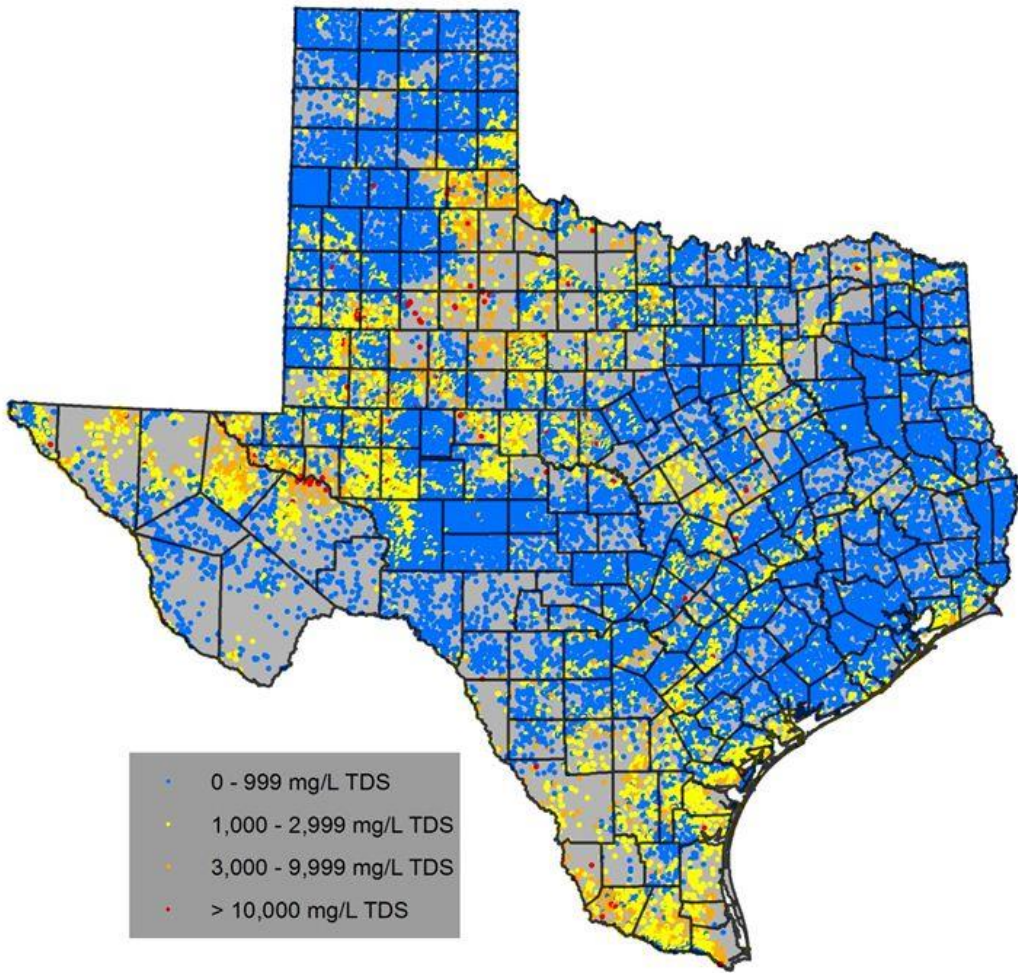 0 - 999 mg/L TDS
1,000 - 2,999 mg/L TDS
3,000 - 9,999 mg/L TDS
> 10,000 mg/L TDS